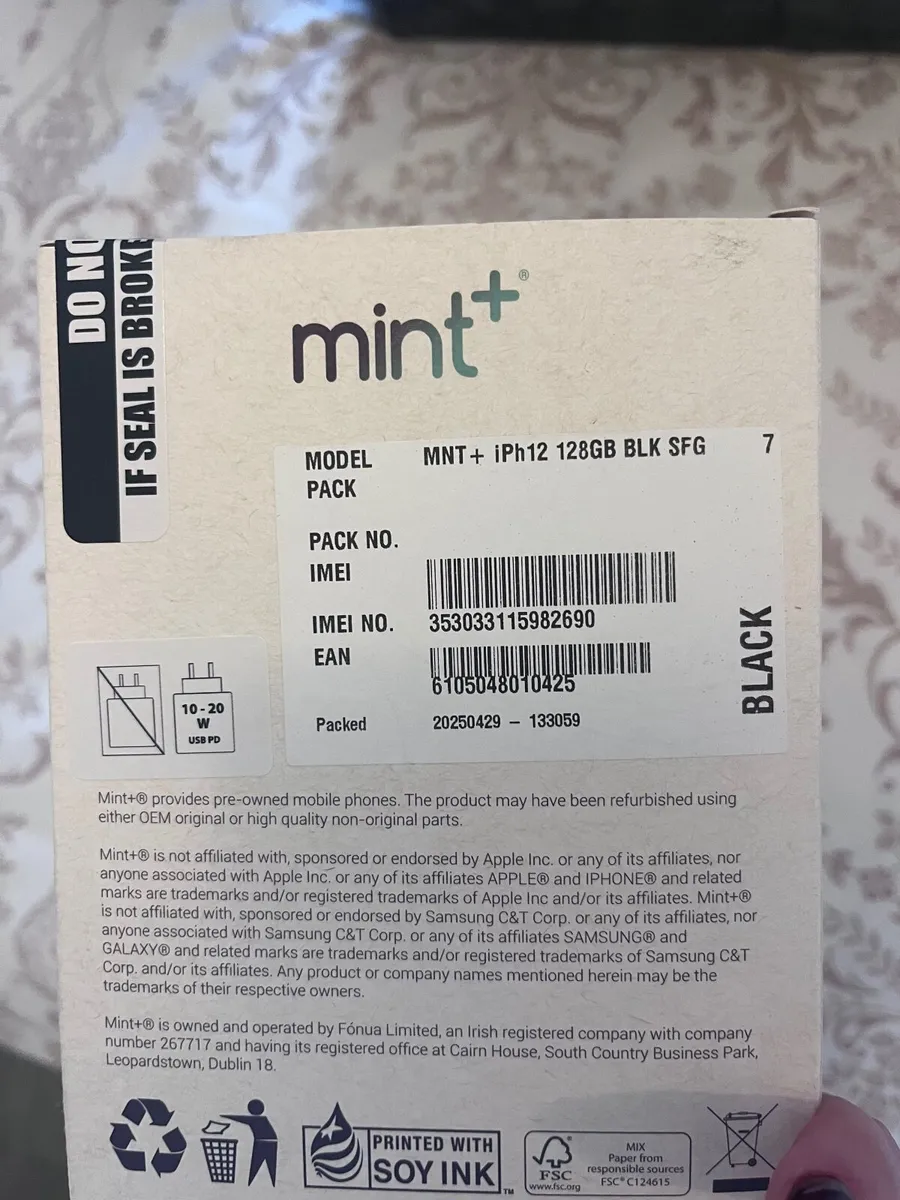 DO NO
IF SEAL IS BROKE
mint+®
MODEL MNT+ iPh12 128GB BLK SFG 7
PACK
PACK NO.
IMEI
IMEI NO. 353033115982690
EAN
6105048010425
Packed 20250429 – 133059
BLACK
10 - 20
W
USB PD
Mint+® provides pre-owned mobile phones. The product may have been refurbished using
either OEM original or high quality non-original parts.
Mint+® is not affiliated with, sponsored or endorsed by Apple Inc. or any of its affiliates, nor
anyone associated with Apple Inc. or any of its affiliates APPLE® and IPHONE® and related
marks are trademarks and/or registered trademarks of Apple Inc and/or its affiliates. Mint+®
is not affiliated with, sponsored or endorsed by Samsung C&T Corp. or any of its affiliates, nor
anyone associated with Samsung C&T Corp. or any of its affiliates SAMSUNG® and
GALAXY® and related marks are trademarks and/or registered trademarks of Samsung C&T
Corp. and/or its affiliates. Any product or company names mentioned herein may be the
trademarks of their respective owners.
Mint+® is owned and operated by Fónua Limited, an Irish registered company with company
number 267717 and having its registered office at Cairn House, South Country Business Park,
Leopardstown, Dublin 18.
PRINTED WITH
SOY INK™
FSC
www.fsc.org
MIX
Paper from
responsible sources
FSC® C124615